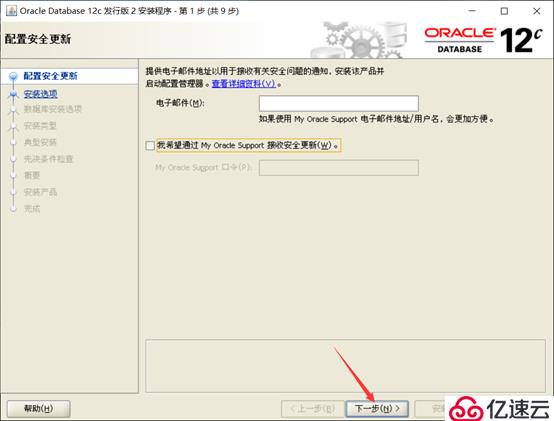 Oracle Database 12c 发行版 2 安装程序 - 第 1 步 (共 9 步)
配置安全更新
ORACLE
DATABASE
12c
配置安全更新
安装选项
数据库安装选项
安装类型
典型安装
先决条件检查
概要
安装产品
完成
提供电子邮件地址以用于接收有关安全问题的通知, 安装该产品并
启动配置管理器。查看详细资料(V)。
电子邮件(M):
如果使用 My Oracle Support 电子邮件地址/用户名, 会更加方便。
我希望通过 My Oracle Support 接收安全更新(W)。
My Oracle Support 口令(P):
帮助(H)
< 上一步(B)
下一步(N) >
安
亿速云